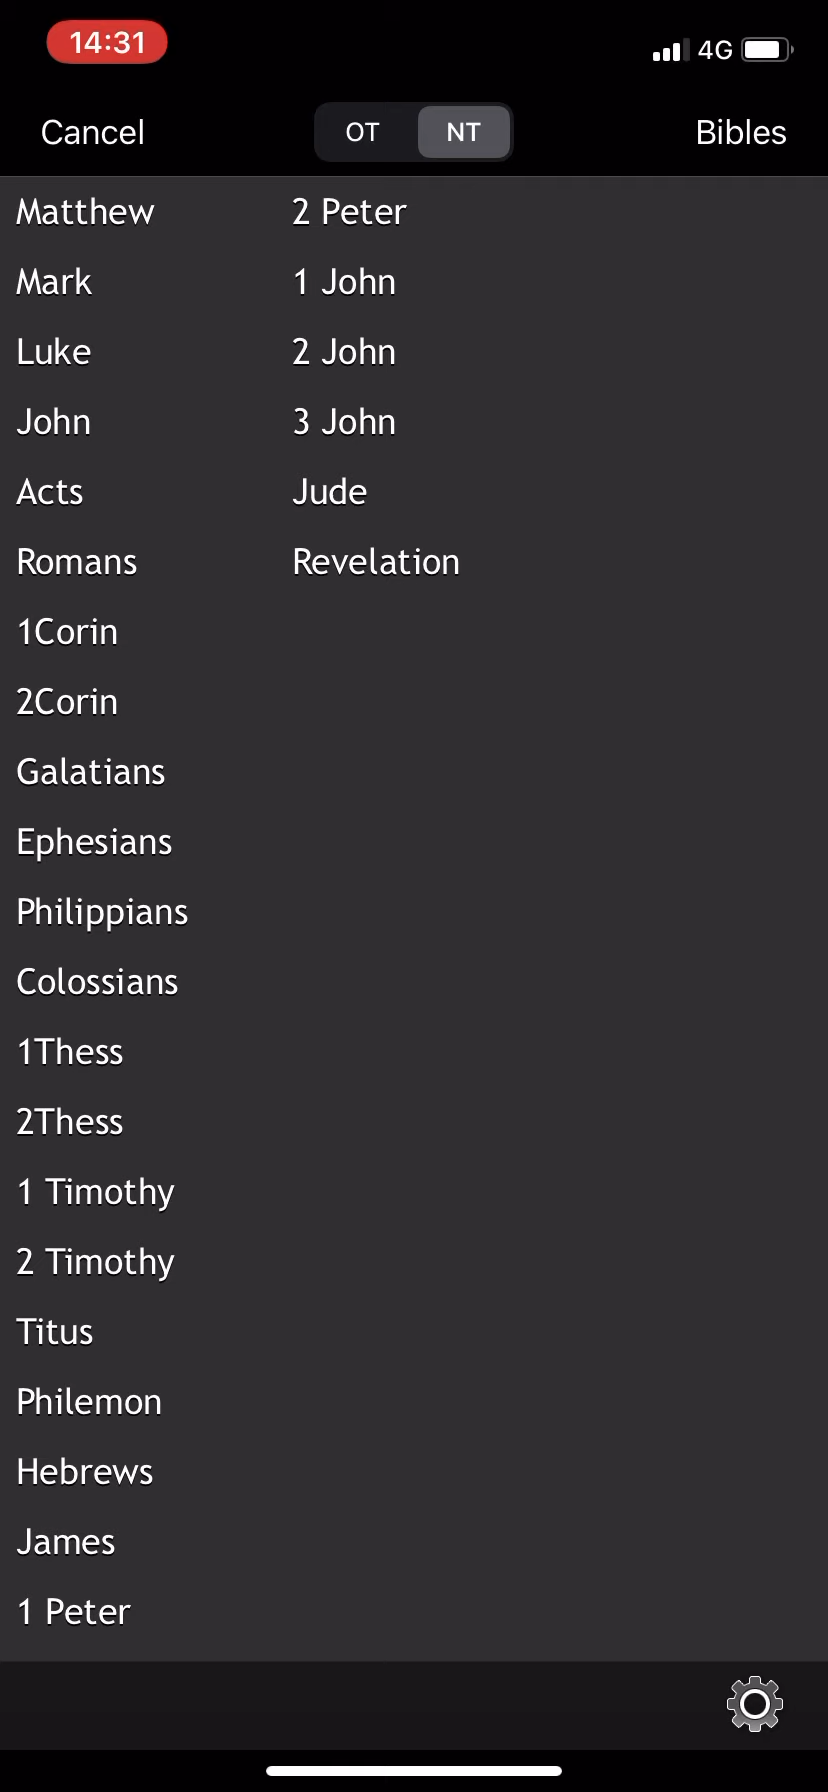 14:31
4G
Cancel
OT
NT
Bibles
Matthew
Mark
Luke
John
Acts
Romans
1Corin
2Corin
Galatians
Ephesians
Philippians
Colossians
1Thess
2Thess
1 Timothy
2 Timothy
Titus
Philemon
Hebrews
James
1 Peter
2 Peter
1 John
2 John
3 John
Jude
Revelation